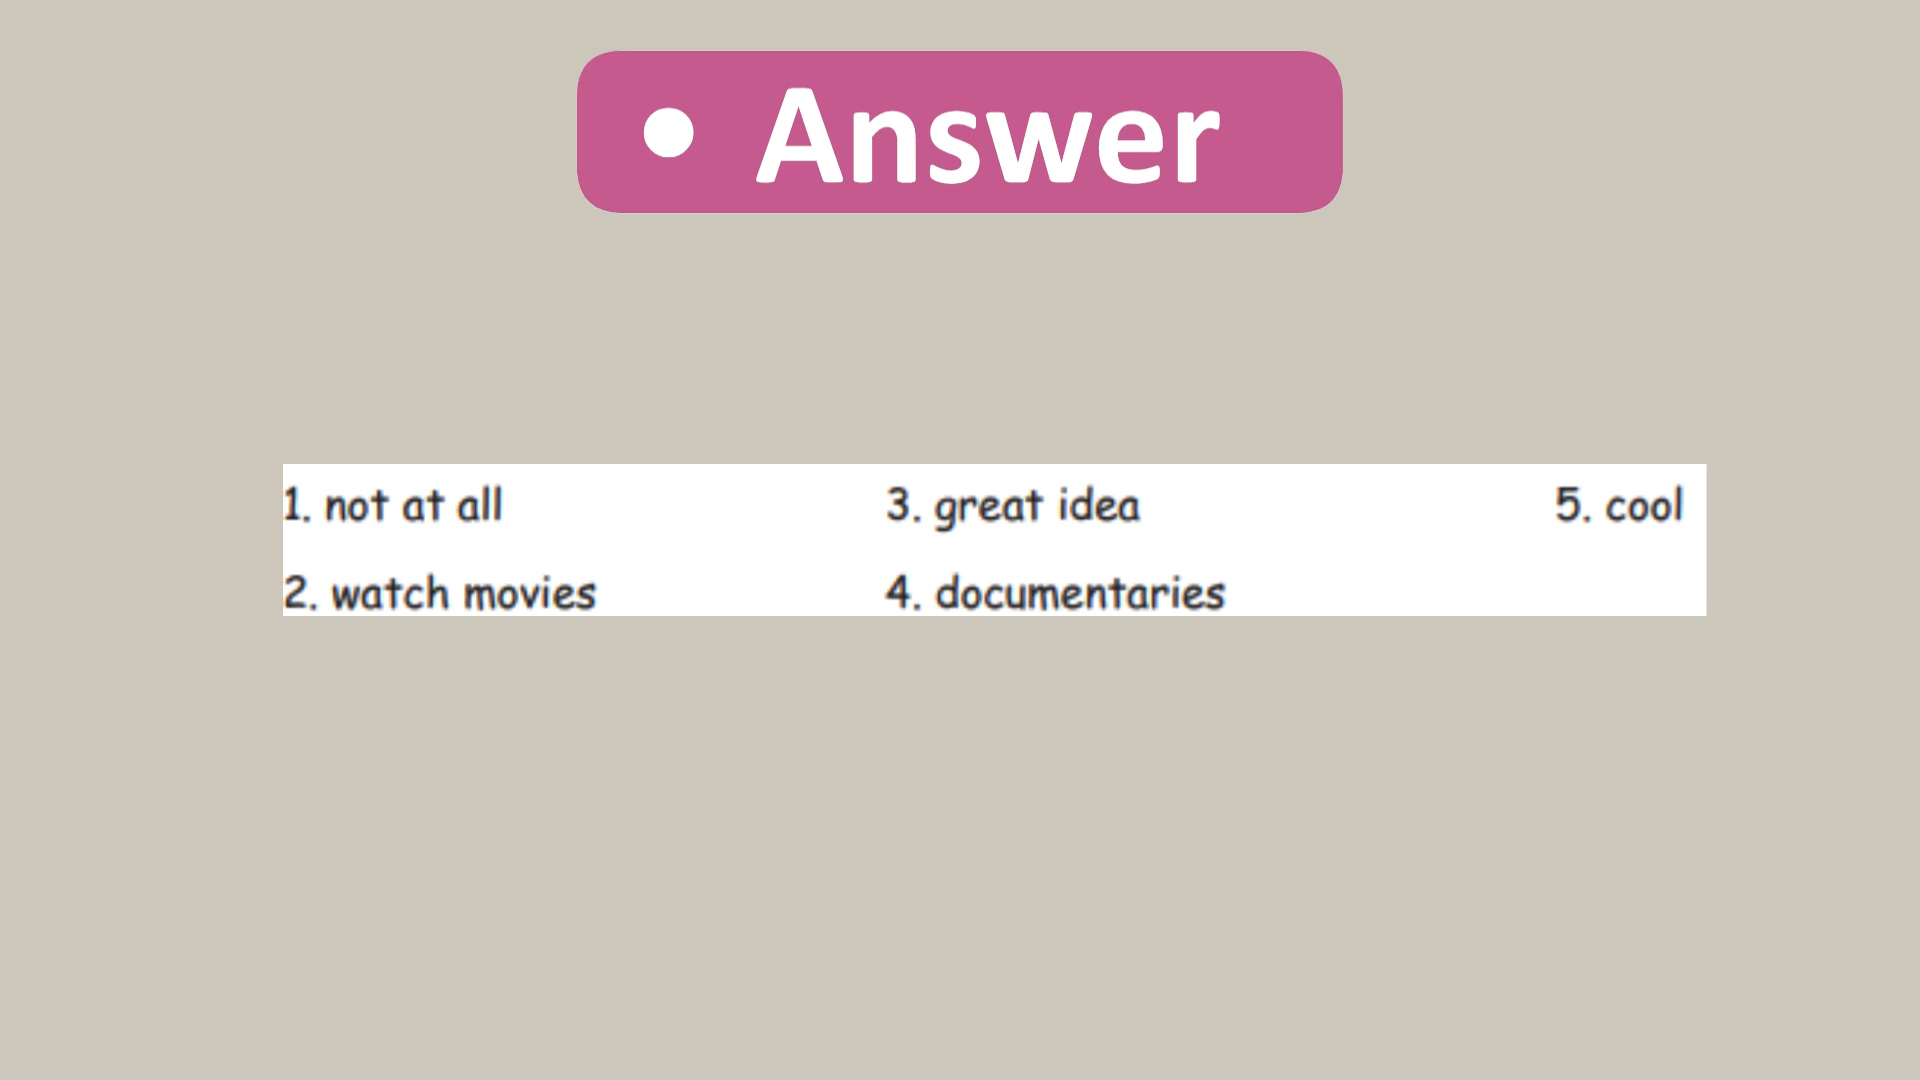 • Answer
1. not at all 3. great idea 5. cool
2. watch movies 4. documentaries